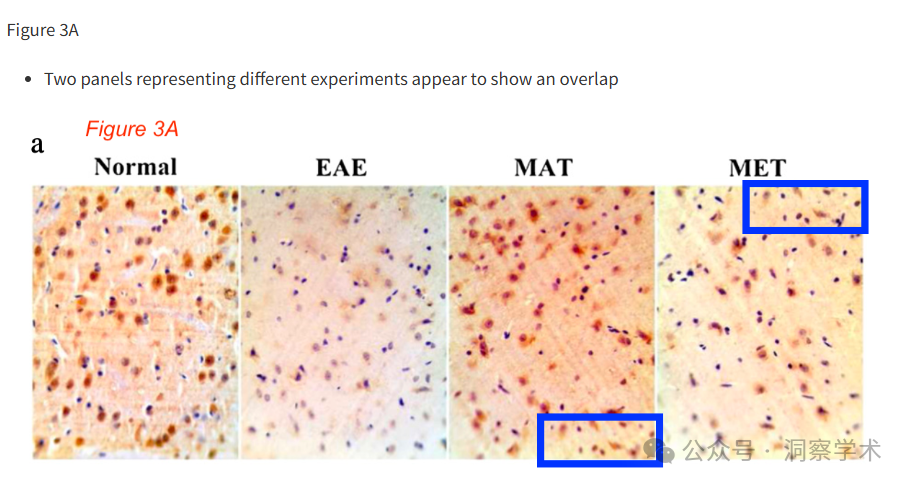 Figure 3A
• Two panels representing different experiments appear to show an overlap
Figure 3A
a
Normal EAE MAT MET
公众号 · 洞察学术